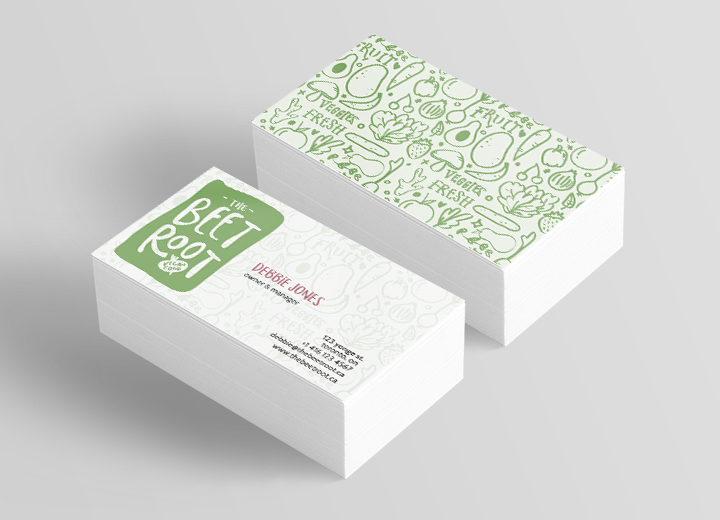 - THE -
BEET
ROOT
VEGAN
DEBBIE JONES
owner & manager
123 yonge st.
toronto, on
+1 416 123 4567
debbie@thebeetroot.ca
www.thebeetroot.ca
FRUIT
VEGGIES
FRESH
FRUIT
VEGGIES
FRESH